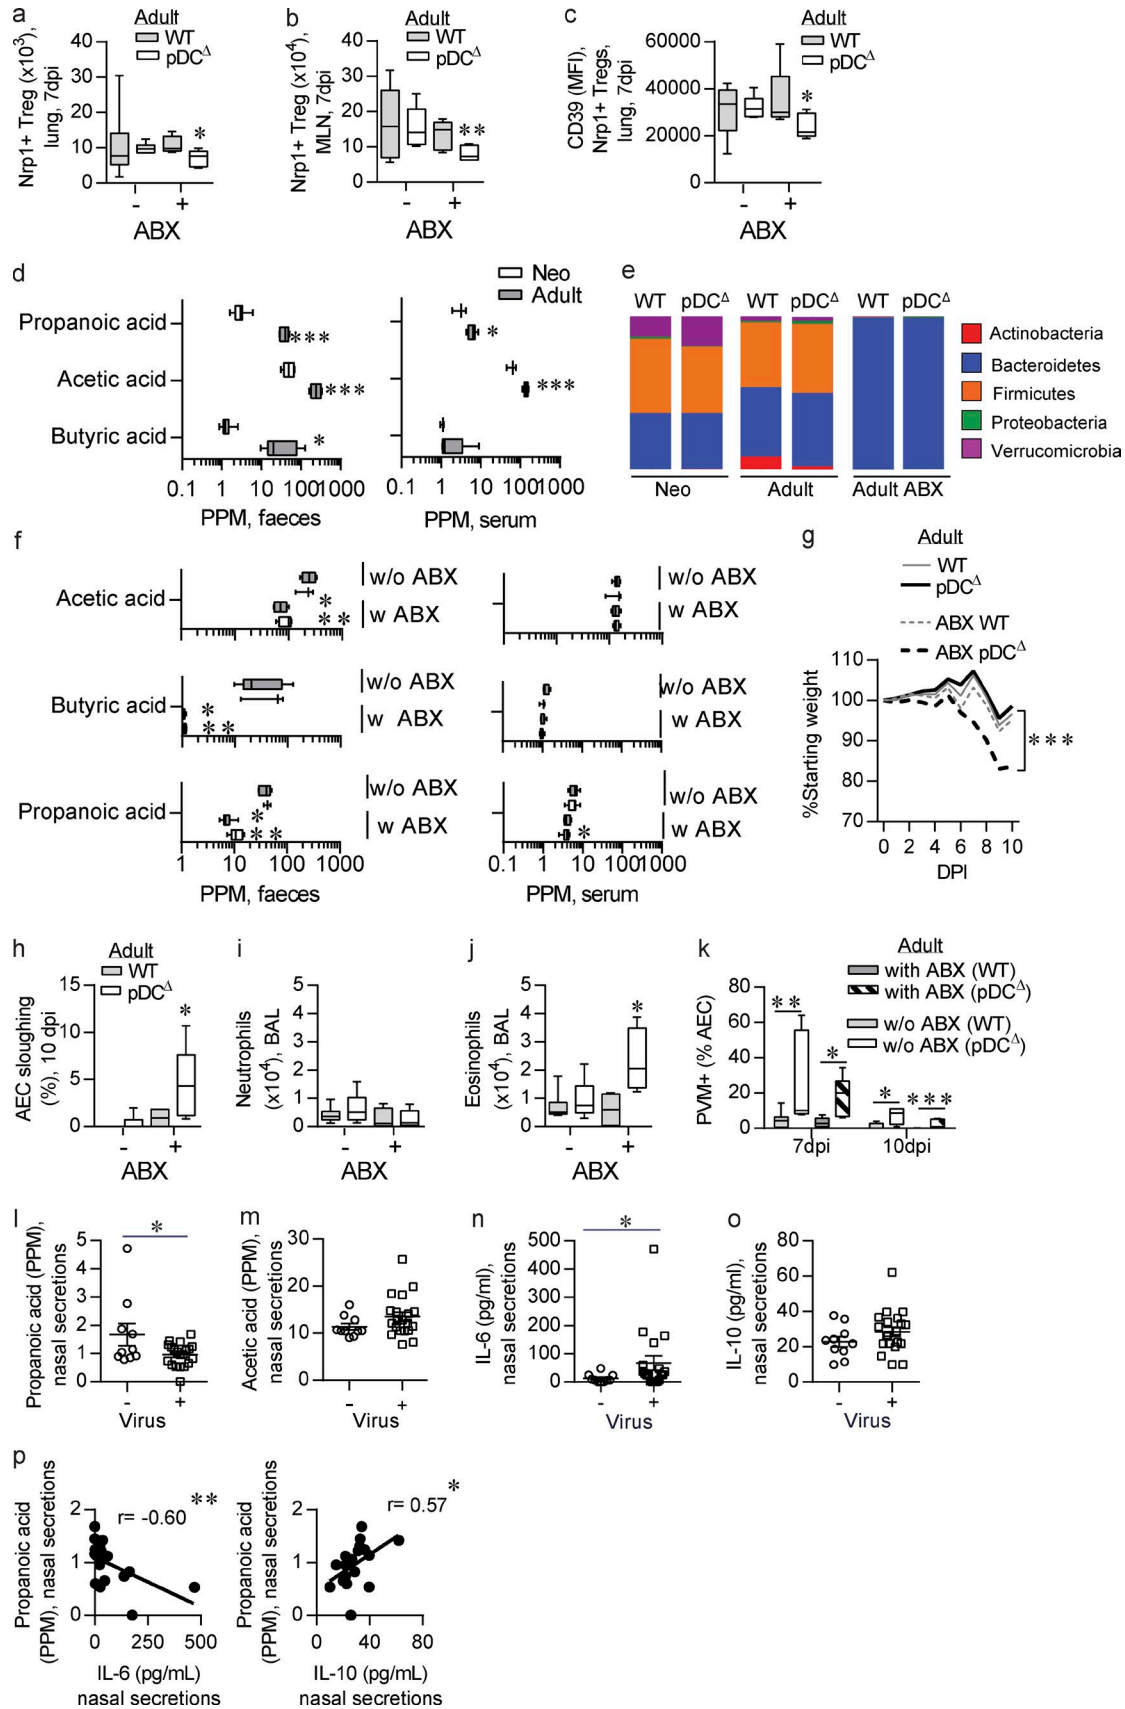 a
Adult
WT
pDCΔ
Nrp1+ Treg (x10³),
lung, 7dpi
40
30
20
10
0
*
- +
ABX
b
Adult
WT
pDCΔ
Nrp1+ Treg (x10⁴),
MLN, 7dpi
40
30
20
10
0
**
- +
ABX
c
Adult
WT
pDCΔ
CD39 (MFI),
Nrp1+ Tregs,
lung, 7dpi
60000
40000
20000
0
*
- +
ABX
d
Neo
Adult
Propanoic acid
Acetic acid
Butyric acid
***
***
*
0.1 1 10 100 1000
PPM, faeces
*
***
0.1 1 10 100 1000
PPM, serum
e
WT pDCΔ WT pDCΔ WT pDCΔ
Neo Adult Adult ABX
Actinobacteria
Bacteroidetes
Firmicutes
Proteobacteria
Verrucomicrobia
f
Acetic acid
*
**
w/o ABX
w ABX
w/o ABX
w ABX
Butyric acid
*
**
w/o ABX
w ABX
w/o ABX
w ABX
Propanoic acid
*
**
w/o ABX
w ABX
*
w/o ABX
w ABX
1 10 100 1000
PPM, faeces
0.1 1 10 100 1000
PPM, serum
g
Adult
WT
pDCΔ
ABX WT
ABX pDCΔ
%Starting weight
110
100
90
80
70
***
0 2 4 6 8 10
DPI
h
Adult
WT
pDCΔ
AEC sloughing
(%), 10 dpi
15
10
5
0
*
- +
ABX
i
Neutrophils
(x10⁴), BAL
5
4
3
2
1
0
- +
ABX
j
Eosinophils
(x10⁴), BAL
5
4
3
2
1
0
*
- +
ABX
k
Adult
with ABX (WT)
with ABX (pDCΔ)
w/o ABX (WT)
w/o ABX (pDCΔ)
PVM+ (% AEC)
80
60
40
20
0
**
*
*
***
7dpi 10dpi
l
Propanoic acid (PPM),
nasal secretions
5
4
3
2
1
0
*
- +
Virus
m
Acetic acid (PPM),
nasal secretions
30
20
10
0
- +
Virus
n
IL-6 (pg/ml),
nasal secretions
500
400
300
200
100
0
*
- +
Virus
o
IL-10 (pg/ml),
nasal secretions
80
60
40
20
0
- +
Virus
p
Propanoic acid
(PPM), nasal secretions
2
1
0
r= -0.60
**
0 250 500
IL-6 (pg/mL)
nasal secretions
Propanoic acid
(PPM), nasal secretions
2
1
0
r= 0.57
*
0 40 80
IL-10 (pg/mL)
nasal secretions